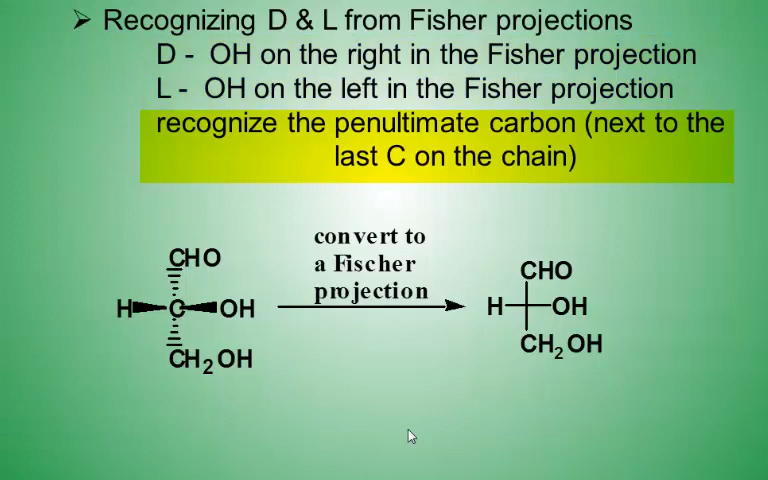 ➢ Recognizing D & L from Fisher projections
D - OH on the right in the Fisher projection
L - OH on the left in the Fisher projection
recognize the penultimate carbon (next to the
last C on the chain)
convert to
a Fischer
projection
CHO
H C OH
CH2OH
CHO
H OH
CH2OH